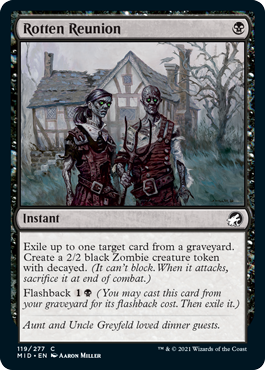 Rotten Reunion
Instant
Exile up to one target card from a graveyard.
Create a 2/2 black Zombie creature token
with decayed. (It can't block. When it attacks,
sacrifice it at end of combat.)
Flashback 1 (You may cast this card from
your graveyard for its flashback cost. Then exile it.)
Aunt and Uncle Greyfeld loved dinner guests.
119/277 C
MID • EN AARON MILLER
™ & © 2021 Wizards of the Coast